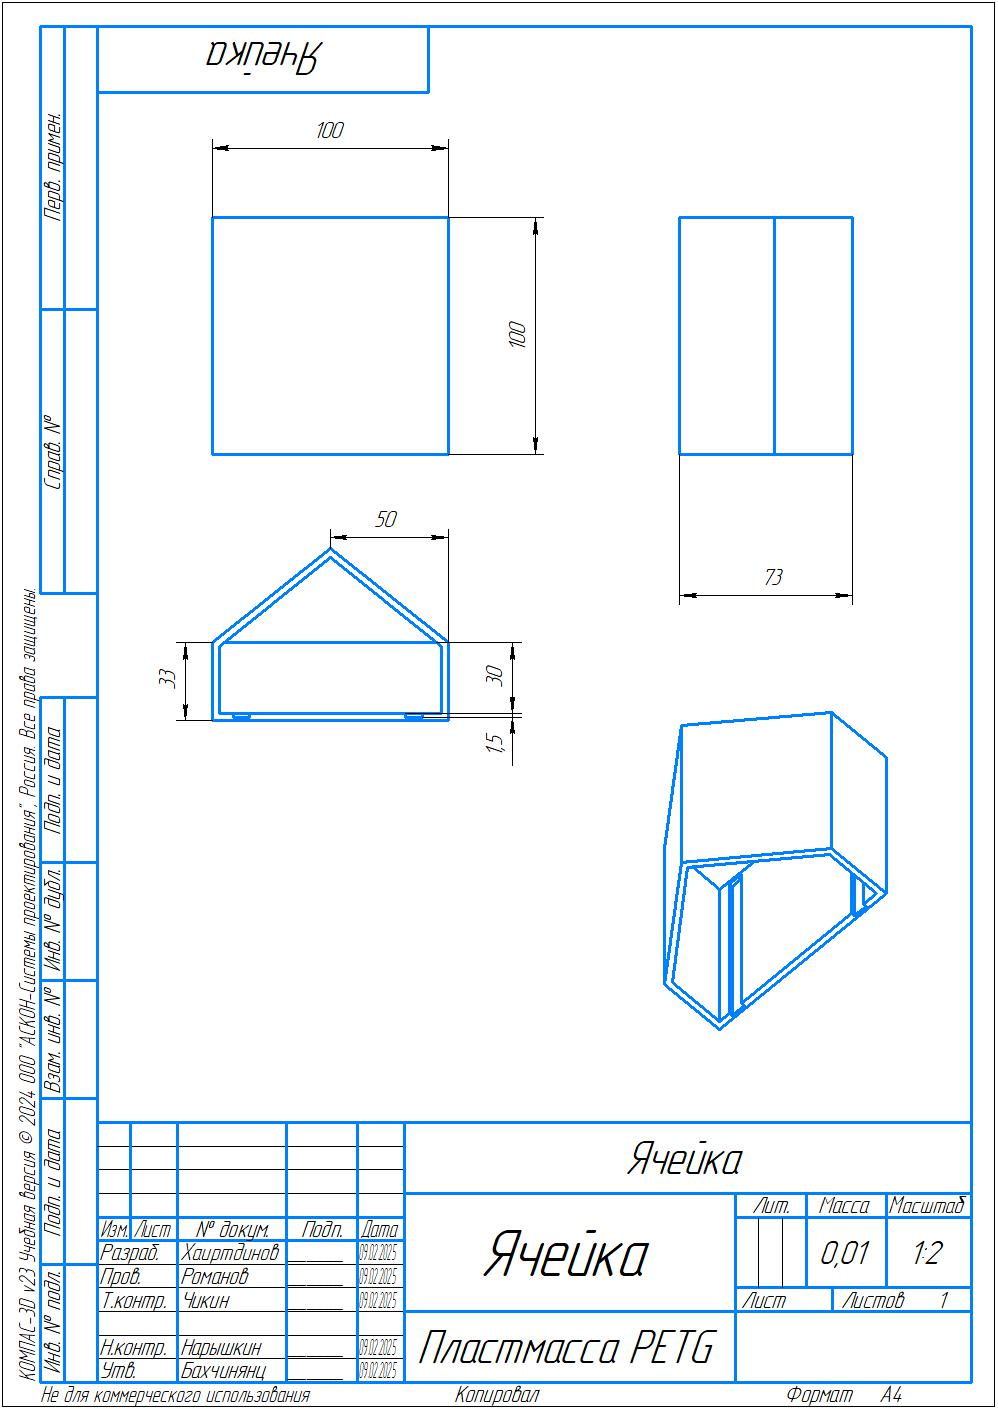 Ячейка
100
100
Перв. примен.
Справ. №
50
73
33
30
1,5
Подп. и дата
Инв. № дубл.
Взам. инв. №
Подп. и дата
Инв. № подл.
КОМПАС-3D v23 Учебная версия © 2024 ООО "АСКОН-Системы проектирования", Россия. Все права защищены.
Ячейка
Изм. Лист № докум. Подп. Дата
Разраб. Хаиртдинов 09.02.2025
Пров. Романов 09.02.2025
Т.контр. Чикин 09.02.2025
Н.контр. Нарышкин 09.02.2025
Утв. Бахчинянц 09.02.2025
Ячейка
Лит. Масса Масштаб
0,01 1:2
Лист Листов 1
Пластмасса PETG
Не для коммерческого использования Копировал Формат А4